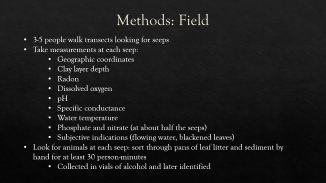 Methods: Field
• 3-5 people walk transects looking for seeps
• Take measurements at each seep:
• Geographic coordinates
• Clay layer depth
• Radon
• Dissolved oxygen
• pH
• Specific conductance
• Water temperature
• Phosphate and nitrate (at about half the seeps)
• Subjective indications (flowing water, blackened leaves)
• Look for animals at each seep: sort through pans of leaf litter and sediment by
hand for at least 30 person-minutes
• Collected in vials of alcohol and later identified